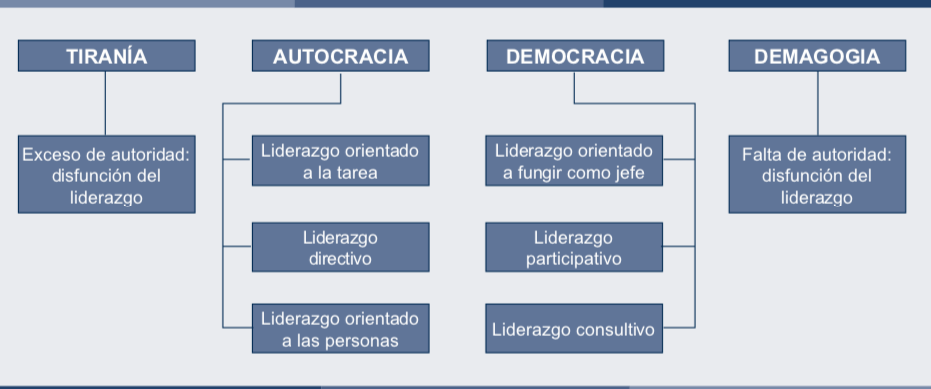 TIRANÍA
AUTOCRACIA
DEMOCRACIA
DEMAGOGIA
Exceso de autoridad:
disfunción del
liderazgo
Liderazgo orientado
a la tarea
Liderazgo
directivo
Liderazgo orientado
a las personas
Liderazgo orientado
a fungir como jefe
Liderazgo
participativo
Liderazgo consultivo
Falta de autoridad:
disfunción del
liderazgo